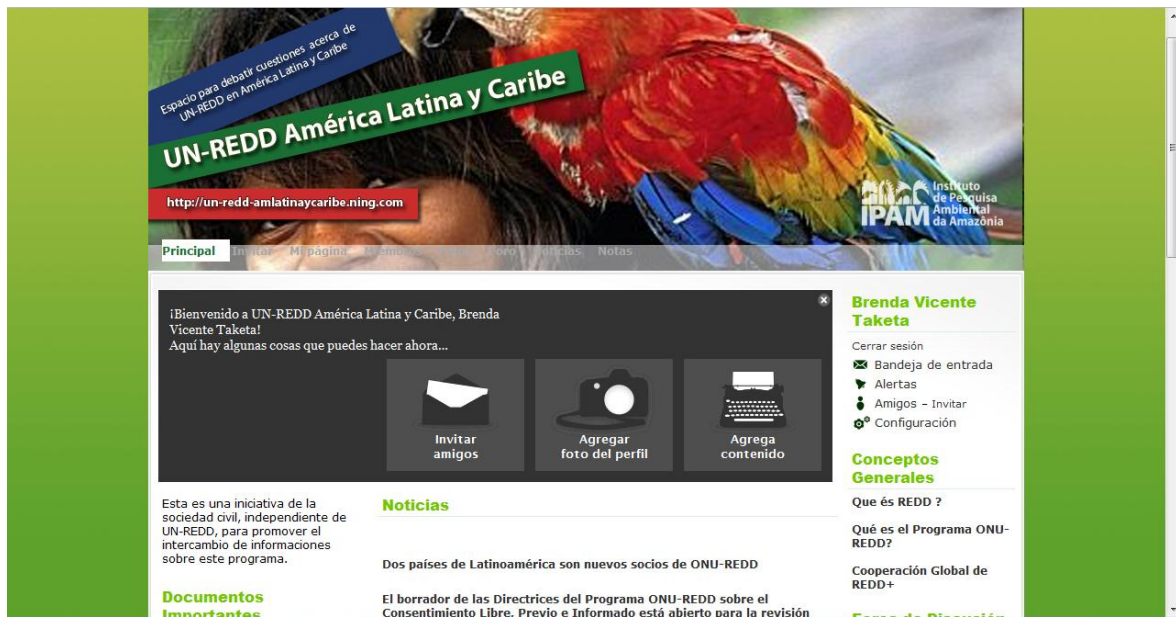 Espacio para debatir cuestiones acerca de
UN-REDD en América Latina y Caribe
UN-REDD América Latina y Caribe
http://un-redd-amlatinaycaribe.ning.com
IPAM
Instituto
de Pesquisa
Ambiental
da Amazônia
Principal Invitar Mi página Miembros Foro Noticias Notas
¡Bienvenido a UN-REDD América Latina y Caribe, Brenda
Vicente Taketa!
Aquí hay algunas cosas que puedes hacer ahora...
Invitar
amigos
Agregar
foto del perfil
Agrega
contenido
Esta es una iniciativa de la
sociedad civil, independiente de
UN-REDD, para promover el
intercambio de informaciones
sobre este programa.
Documentos
Importantes
Noticias
Dos países de Latinoamérica son nuevos socios de ONU-REDD
El borrador de las Directrices del Programa ONU-REDD sobre el
Consentimiento Libre, Previo e Informado está abierto para la revisión
Brenda Vicente
Taketa
Cerrar sesión
Bandeja de entrada
Alertas
Amigos – Invitar
Configuración
Conceptos
Generales
Que és REDD ?
Qué es el Programa ONU-
REDD?
Cooperación Global de
REDD+
Foros de Discusión